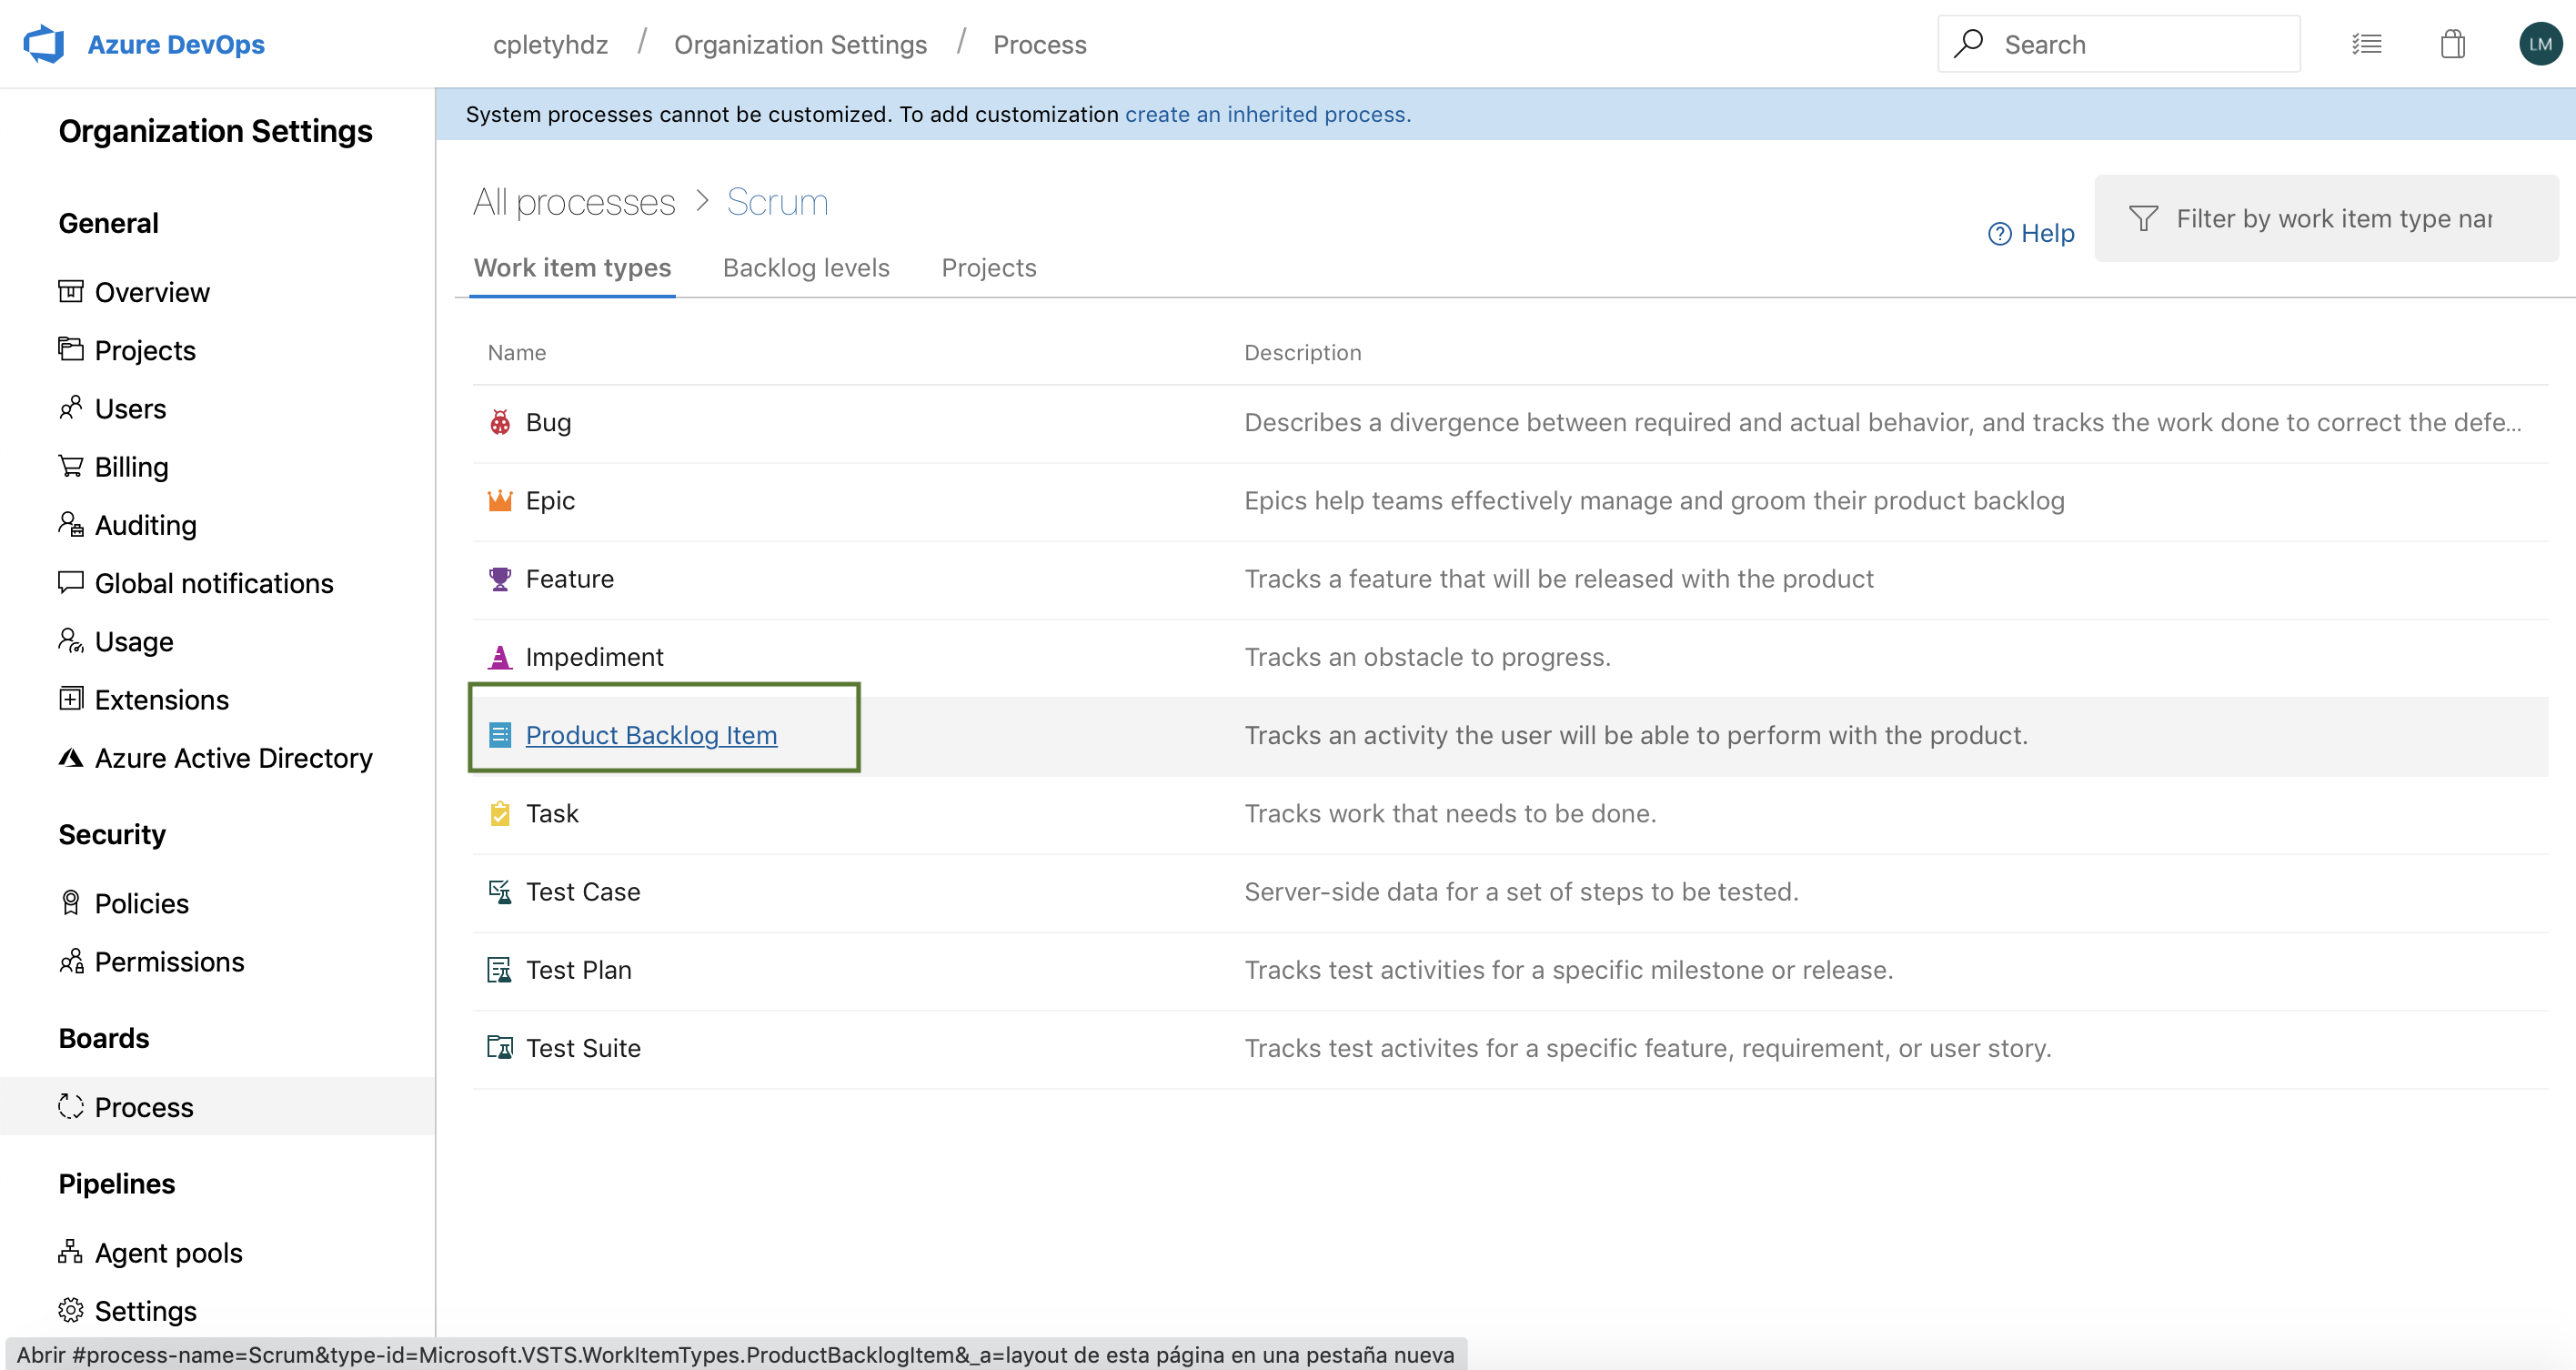 Azure DevOps
cpletyhdz / Organization Settings / Process
Search
LM
Organization Settings
General
Overview
Projects
Users
Billing
Auditing
Global notifications
Usage
Extensions
Azure Active Directory
Security
Policies
Permissions
Boards
Process
Pipelines
Agent pools
Settings
System processes cannot be customized. To add customization create an inherited process.
All processes > Scrum
Help
Filter by work item type nar
Work item types Backlog levels Projects
Name Description
Bug Describes a divergence between required and actual behavior, and tracks the work done to correct the defe...
Epic Epics help teams effectively manage and groom their product backlog
Feature Tracks a feature that will be released with the product
Impediment Tracks an obstacle to progress.
Product Backlog Item Tracks an activity the user will be able to perform with the product.
Task Tracks work that needs to be done.
Test Case Server-side data for a set of steps to be tested.
Test Plan Tracks test activities for a specific milestone or release.
Test Suite Tracks test activites for a specific feature, requirement, or user story.
Abrir #process-name=Scrum&type-id=Microsoft.VSTS.WorkItemTypes.ProductBacklogItem&_a=layout de esta página en una pestaña nueva